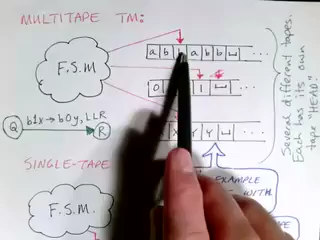 MULTITAPE TM:
F.S.M
a b b a b b ⊔ ...
0 1 ⊔ ...
Q b1x → b0y, LLR R
X Y Y ⊔ ...
EXAMPLE
WITH
SINGLE-TAPE
F.S.M.
Several different tapes.
Each has its own
tape "HEAD"